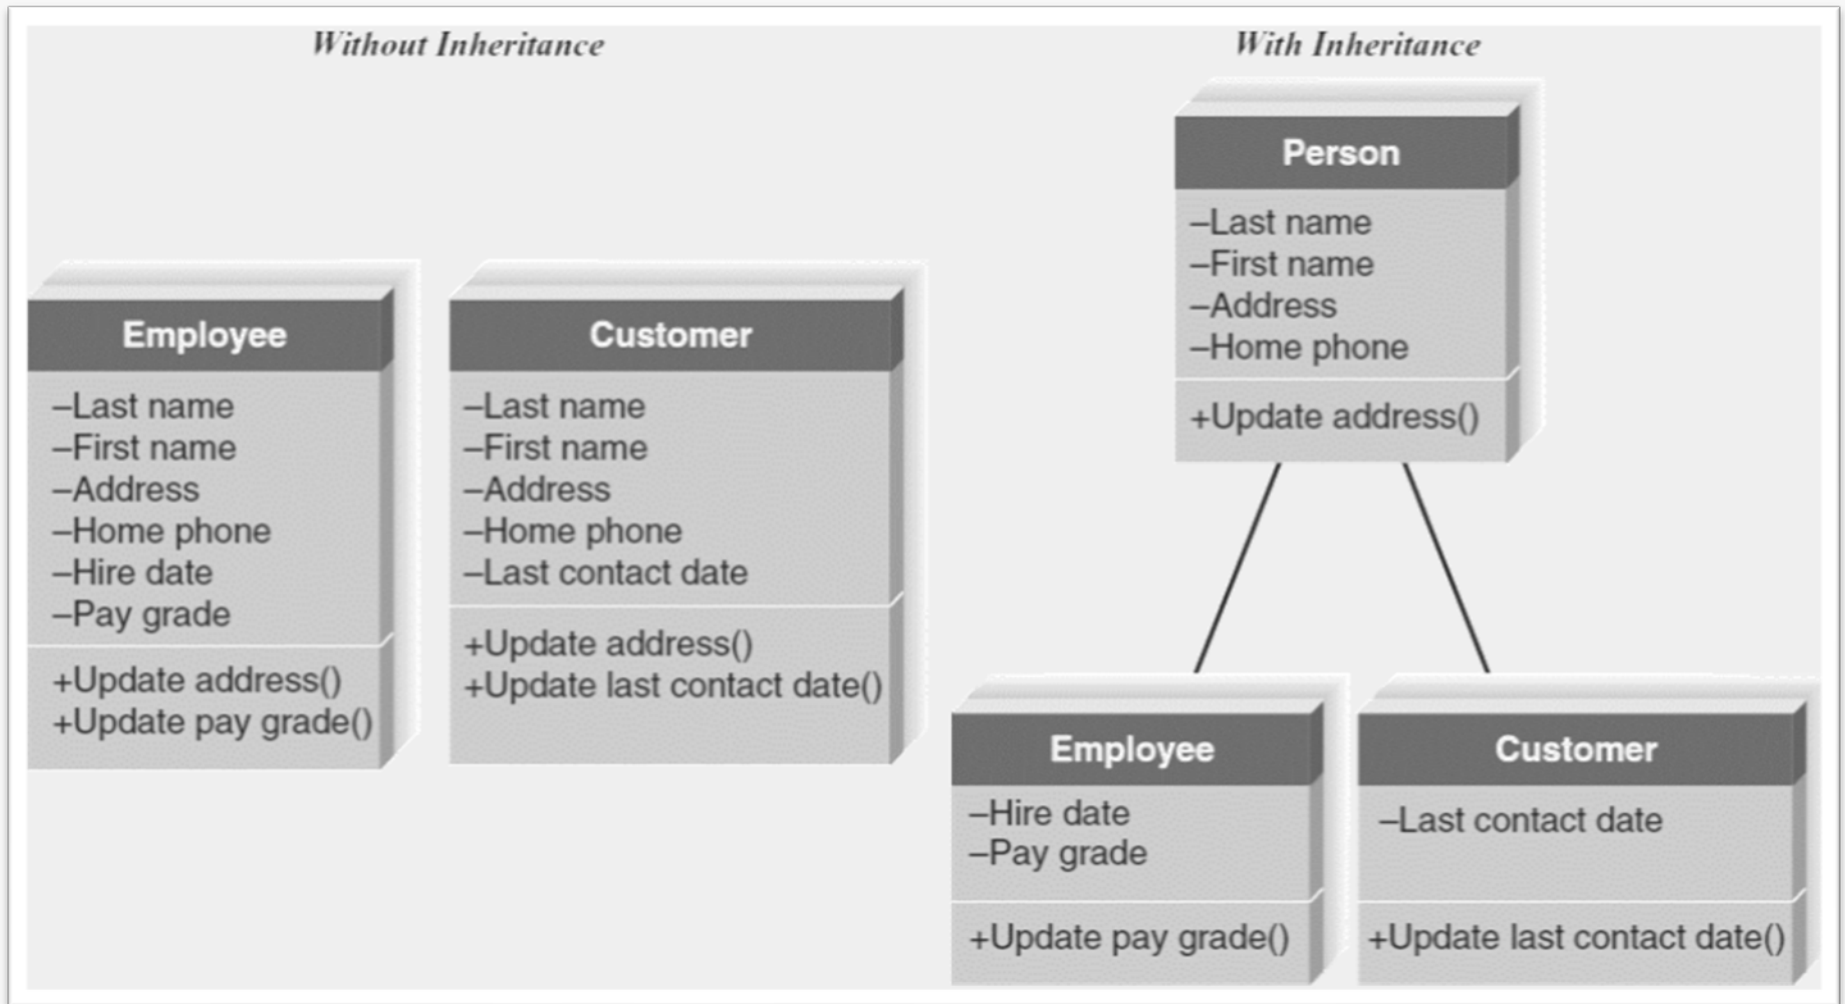 Without Inheritance
Employee
–Last name
–First name
–Address
–Home phone
–Hire date
–Pay grade
+Update address()
+Update pay grade()
Customer
–Last name
–First name
–Address
–Home phone
–Last contact date
+Update address()
+Update last contact date()
With Inheritance
Person
–Last name
–First name
–Address
–Home phone
+Update address()
Employee
–Hire date
–Pay grade
+Update pay grade()
Customer
–Last contact date
+Update last contact date()